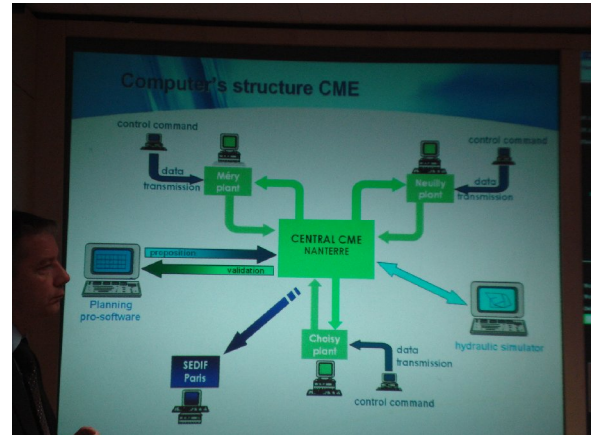 Computer's structure CME
control command
data
transmission
Méry
plant
Neuilly
plant
control command
data
transmission
CENTRAL CME
NANTERRE
proposition
validation
Planning
pro-software
hydraulic simulator
Choisy
plant
data
transmission
control command
SEDIF
Paris